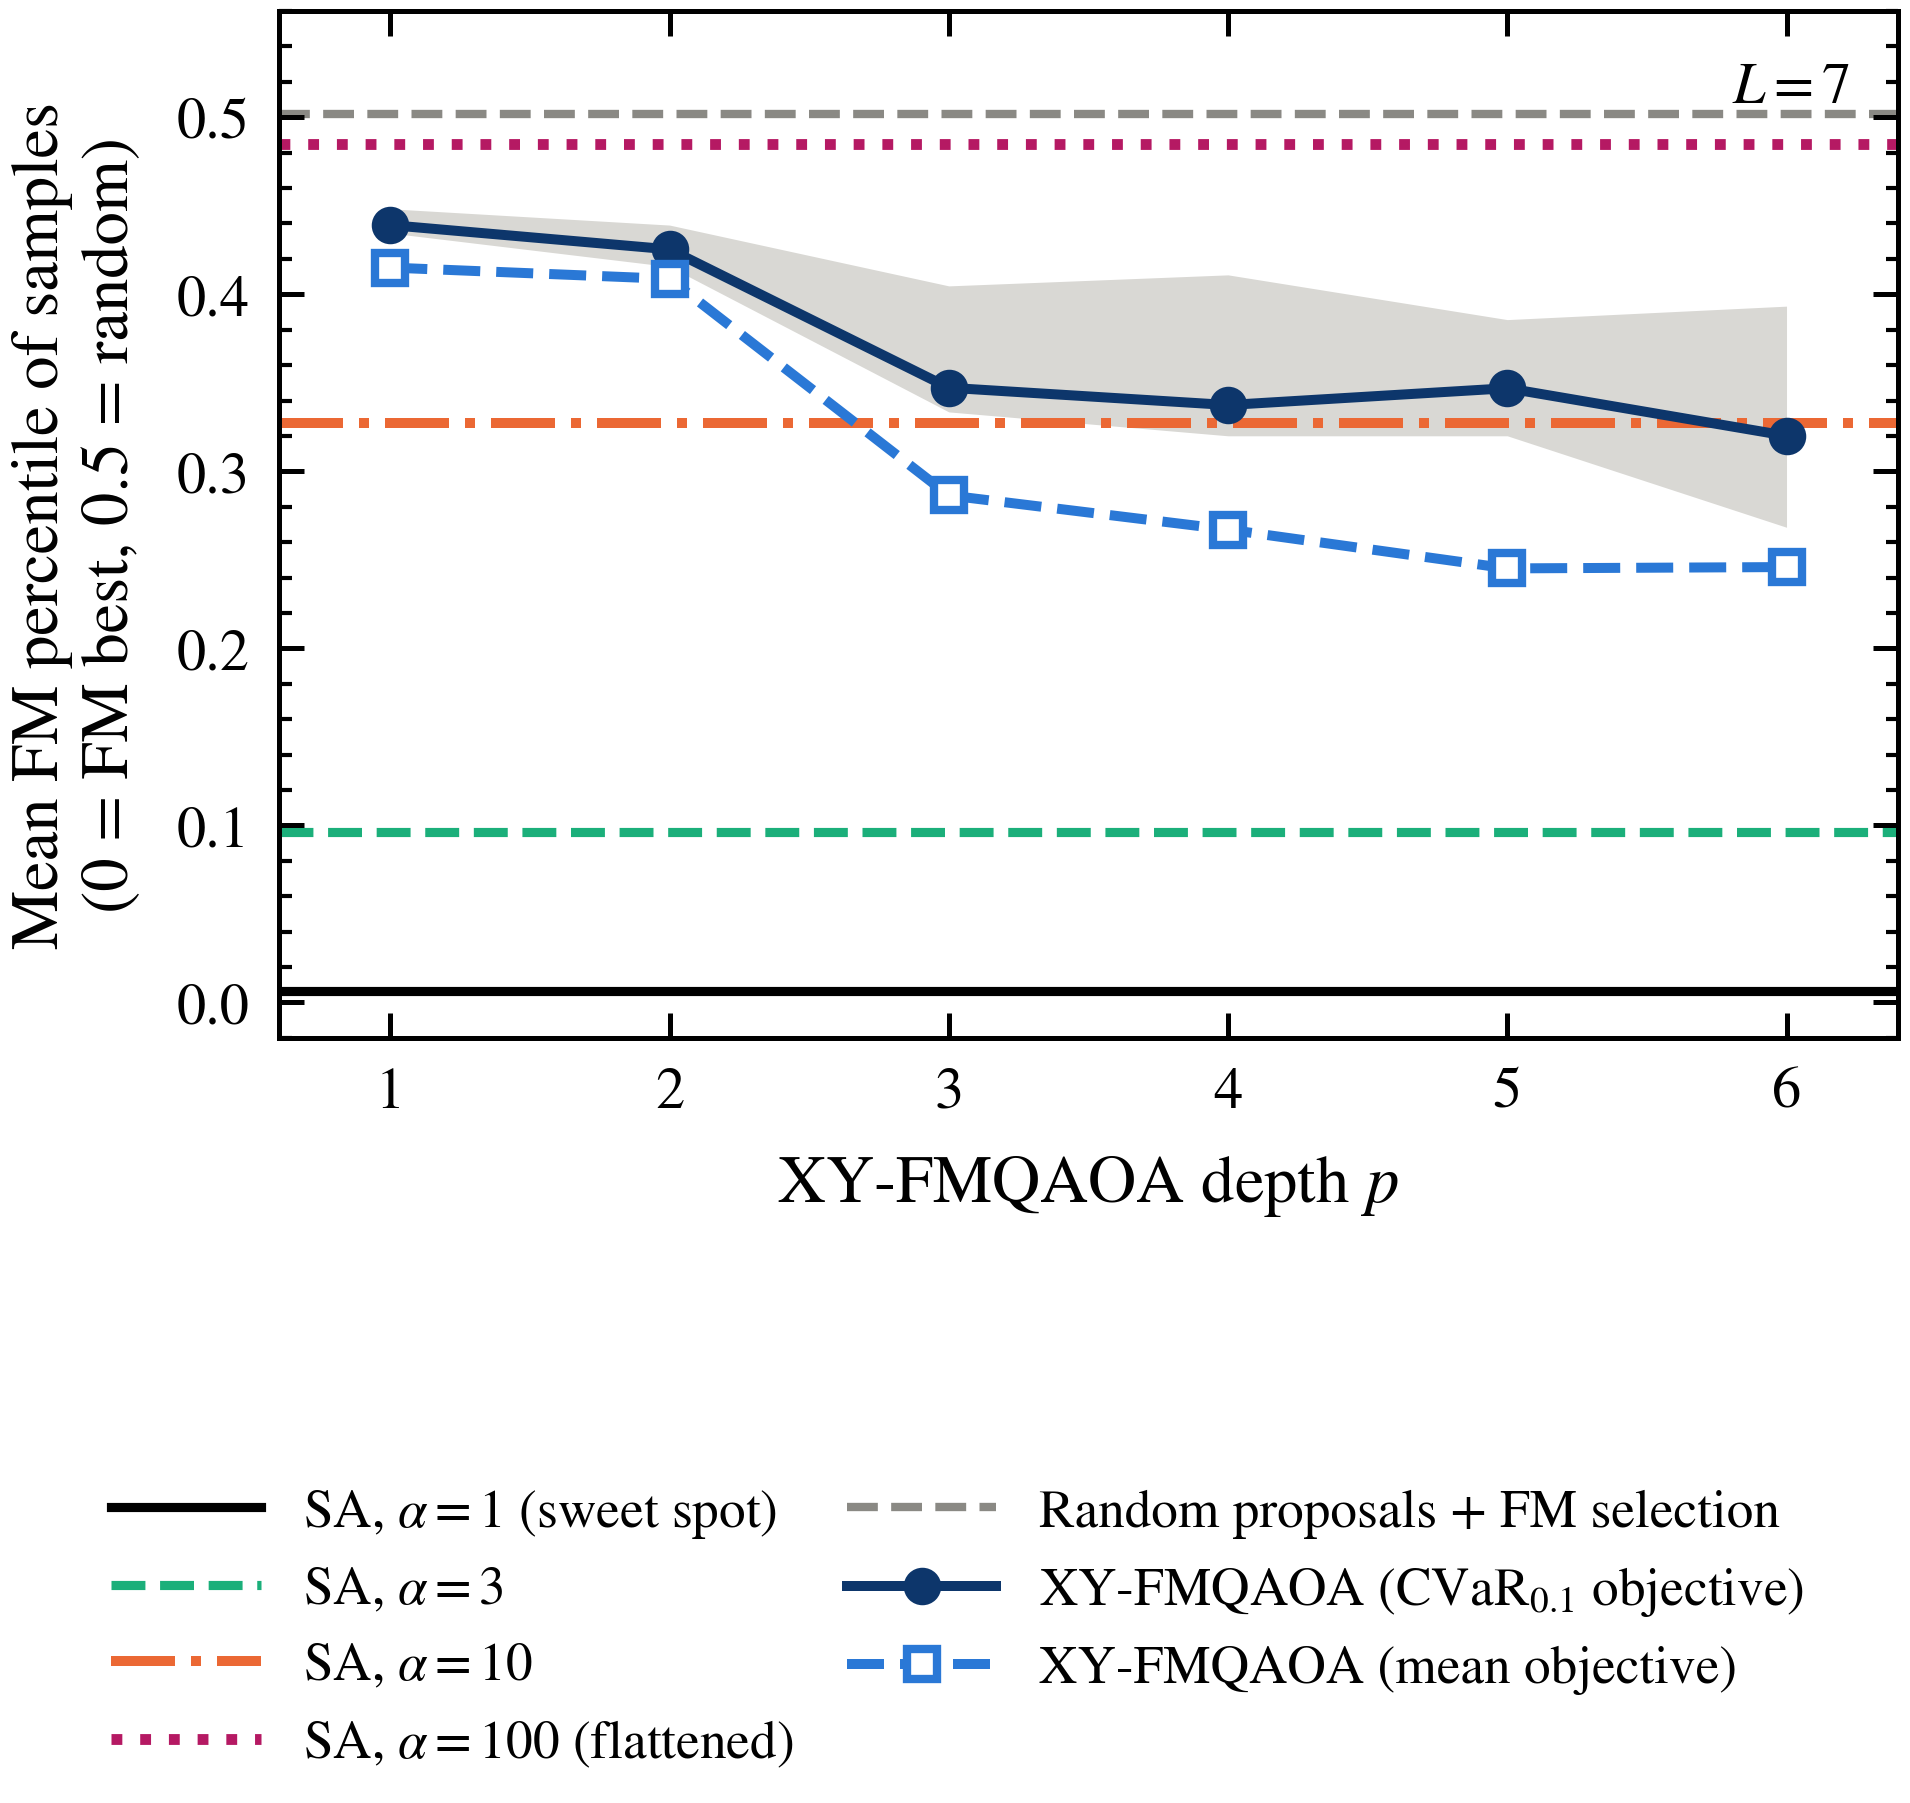 Mean FM percentile of samples
(0 = FM best, 0.5 = random)
L = 7
0.5
0.4
0.3
0.2
0.1
0.0
1 2 3 4 5 6
XY-FMQAOA depth p
SA, α = 1 (sweet spot)
SA, α = 3
SA, α = 10
SA, α = 100 (flattened)
Random proposals + FM selection
XY-FMQAOA (CVaR0.1 objective)
XY-FMQAOA (mean objective)